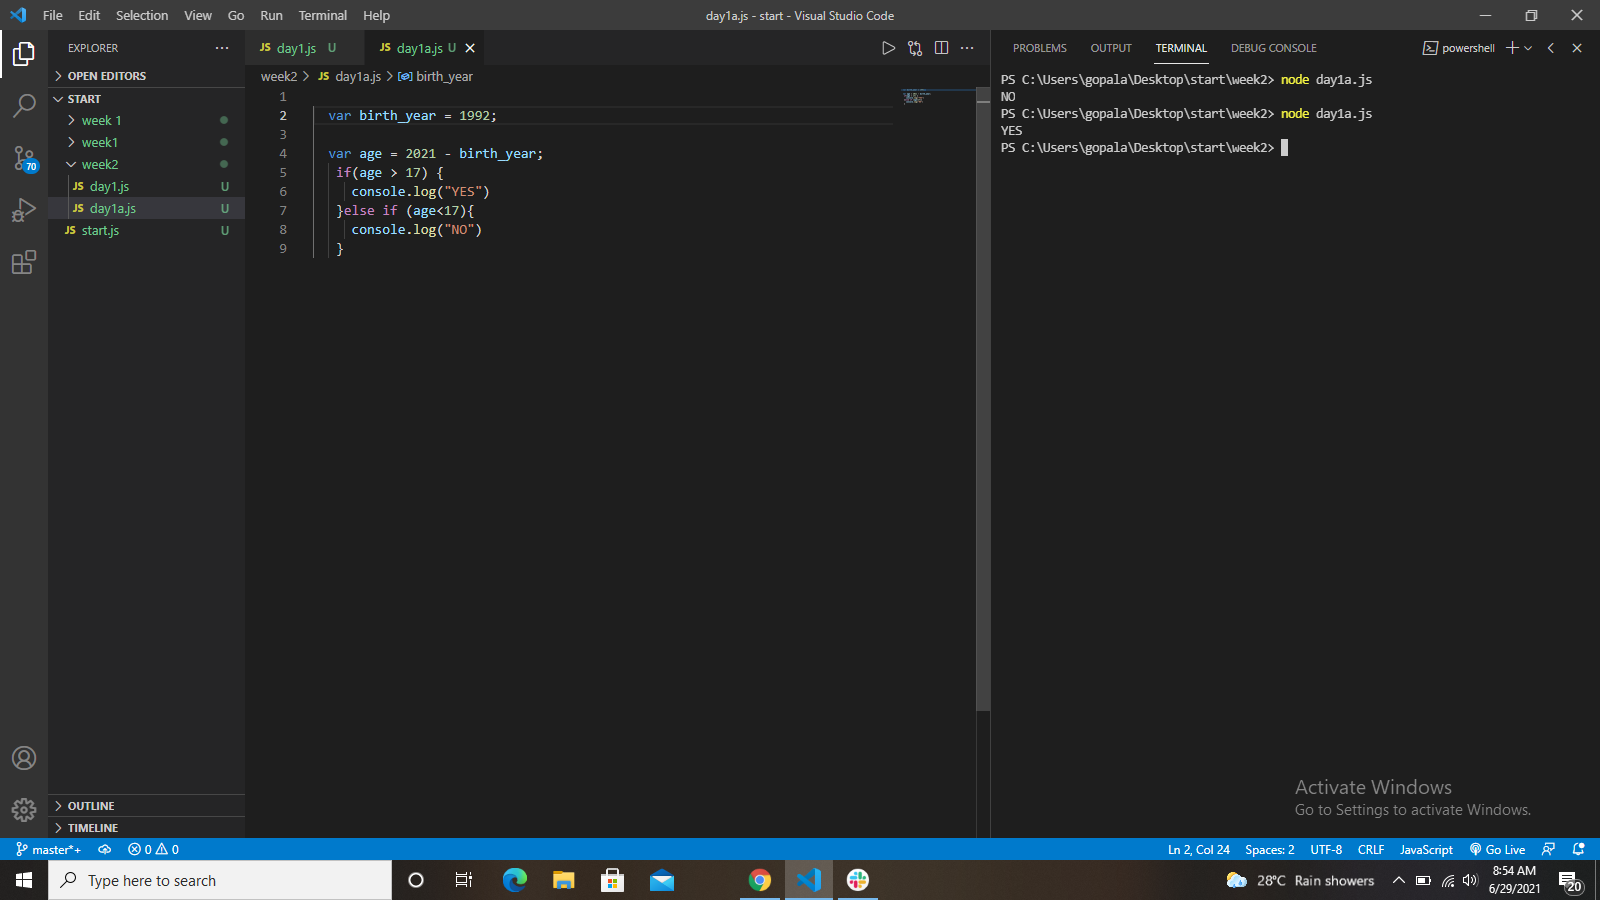 File Edit Selection View Go Run Terminal Help
day1a.js - start - Visual Studio Code
EXPLORER
OPEN EDITORS
START
week 1
week1
week2
JS day1.js U
JS day1a.js U
JS start.js U
70
OUTLINE
TIMELINE
JS day1.js U
JS day1a.js U
week2 > JS day1a.js > birth_year
1
2 var birth_year = 1992;
3
4 var age = 2021 - birth_year;
5 if(age > 17) {
6 console.log("YES")
7 }else if (age<17){
8 console.log("NO")
9 }
PROBLEMS OUTPUT TERMINAL DEBUG CONSOLE
powershell
PS C:\Users\gopala\Desktop\start\week2> node day1a.js
NO
PS C:\Users\gopala\Desktop\start\week2> node day1a.js
YES
PS C:\Users\gopala\Desktop\start\week2>
Activate Windows
Go to Settings to activate Windows.
master*+ 0 0
Ln 2, Col 24 Spaces: 2 UTF-8 CRLF JavaScript Go Live
Type here to search
28°C Rain showers
8:54 AM
6/29/2021
20